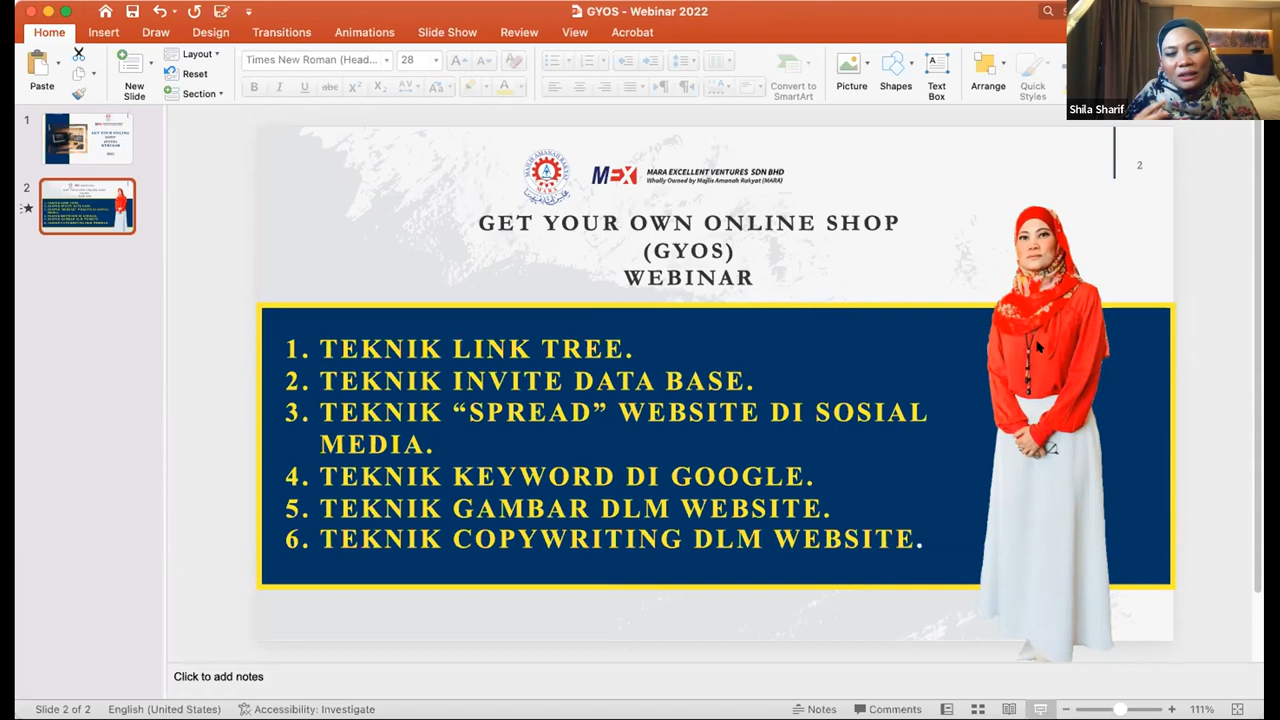 GYOS - Webinar 2022
Home Insert Draw Design Transitions Animations Slide Show Review View Acrobat
Paste
New Slide
Layout
Reset
Section
Times New Roman (Head...
28
Convert to SmartArt
Picture
Shapes
Text Box
Arrange
Quick Styles
Shila Sharif
1
2
2
MARA EXCELLENT VENTURES SDN BHD
Wholly Owned by Majlis Amanah Rakyat (MARA)
GET YOUR OWN ONLINE SHOP
(GYOS)
WEBINAR
1. TEKNIK LINK TREE.
2. TEKNIK INVITE DATA BASE.
3. TEKNIK “SPREAD” WEBSITE DI SOSIAL
MEDIA.
4. TEKNIK KEYWORD DI GOOGLE.
5. TEKNIK GAMBAR DLM WEBSITE.
6. TEKNIK COPYWRITING DLM WEBSITE.
Click to add notes
Slide 2 of 2 English (United States) Accessibility: Investigate Notes Comments 111%